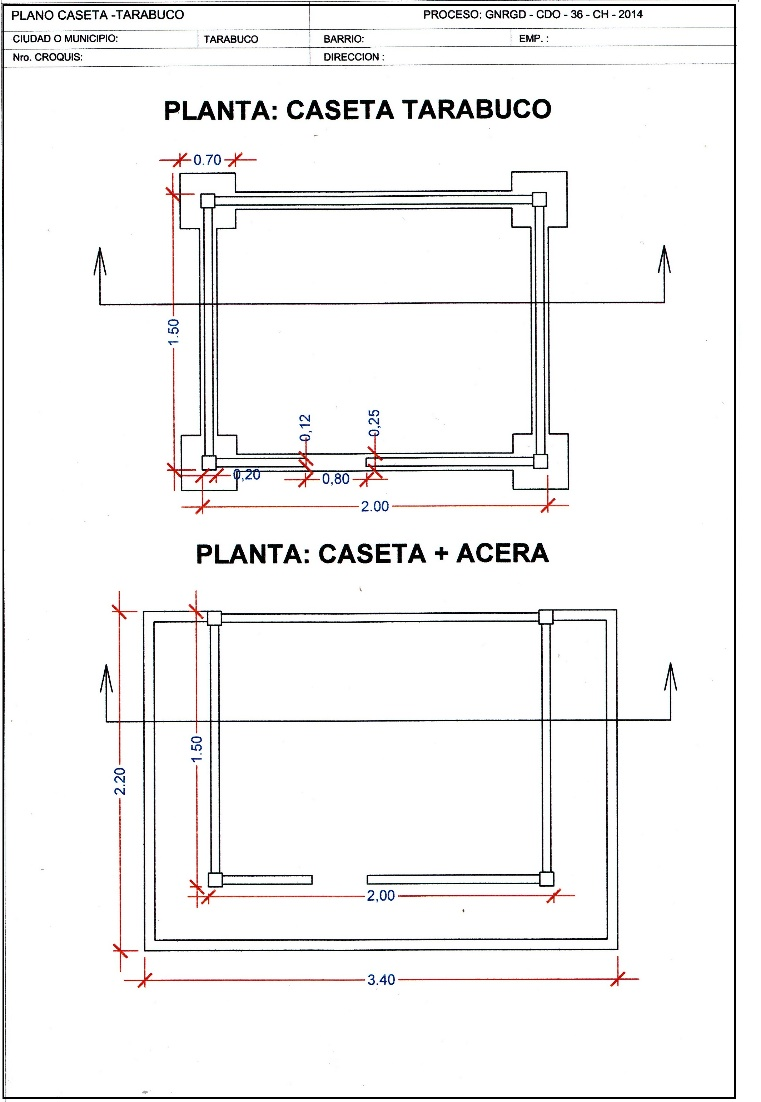 PLANO CASETA -TARABUCO PROCESO: GNRGD - CDO - 36 - CH - 2014
CIUDAD O MUNICIPIO: TARABUCO BARRIO: EMP. :
Nro. CROQUIS: DIRECCION :
PLANTA: CASETA TARABUCO
0.70
1.50
0,12
0,25
0,20
0,80
2.00
PLANTA: CASETA + ACERA
1.50
2.20
2,00
3.40